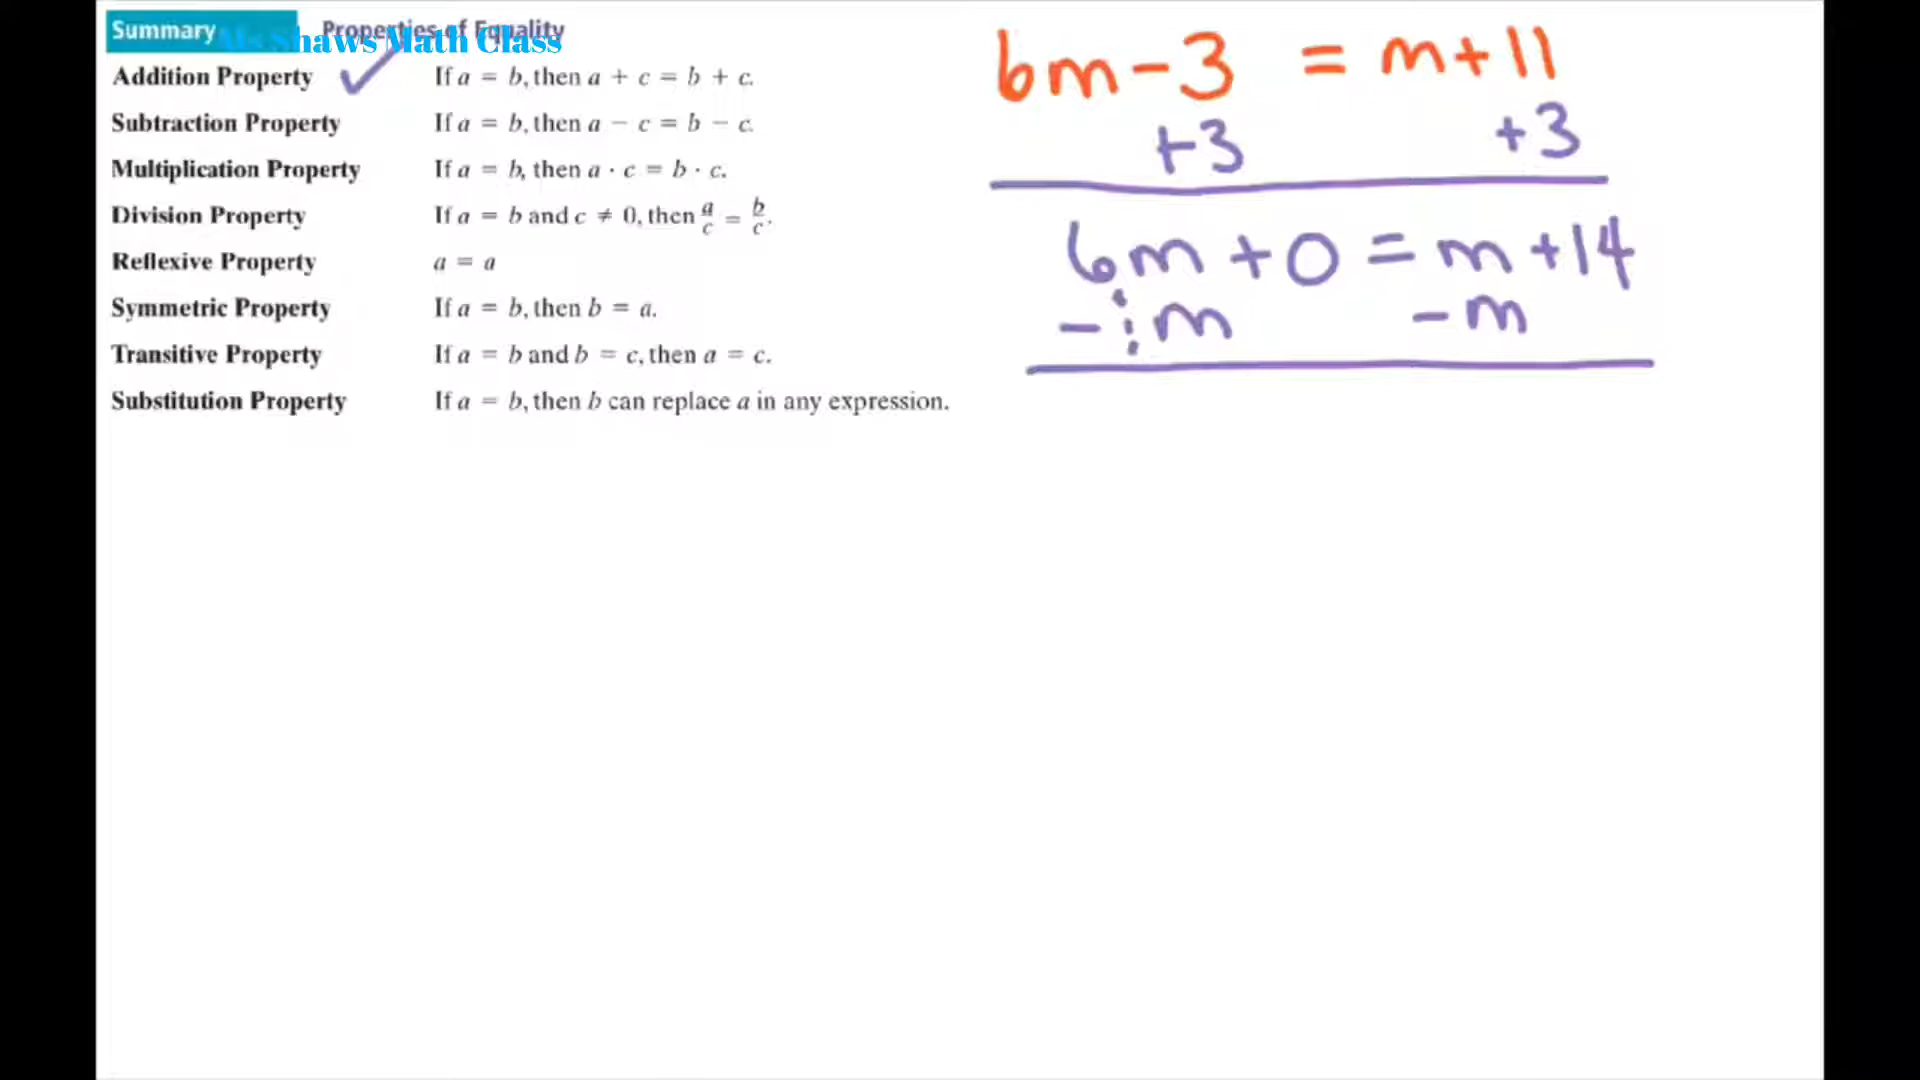 Summary Properties of Equality
Shaws Math Class
Addition Property If a = b, then a + c = b + c.
Subtraction Property If a = b, then a − c = b − c.
Multiplication Property If a = b, then a · c = b · c.
Division Property If a = b and c ≠ 0, then a/c = b/c.
Reflexive Property a = a
Symmetric Property If a = b, then b = a.
Transitive Property If a = b and b = c, then a = c.
Substitution Property If a = b, then b can replace a in any expression.
6m − 3 = m + 11
+3 +3
6m + 0 = m + 14
− 1m − m